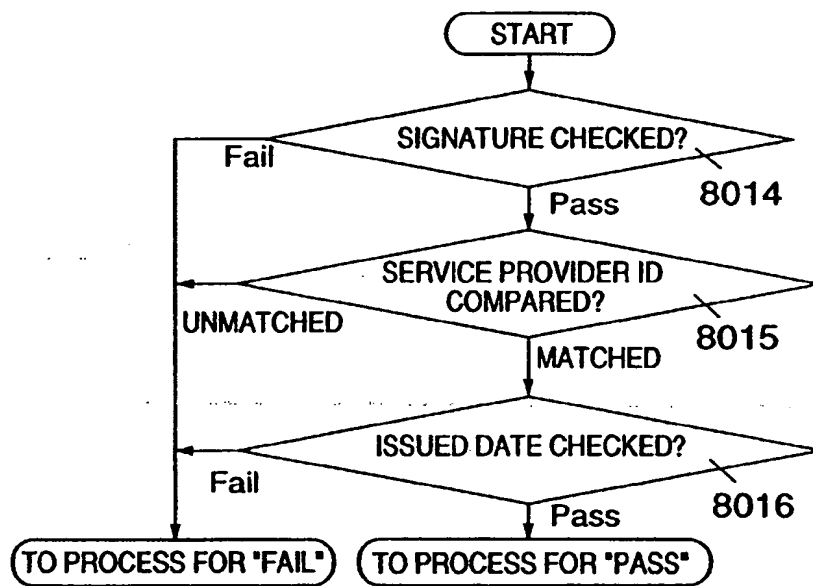 START
SIGNATURE CHECKED?
Fail
8014
Pass
SERVICE PROVIDER ID
COMPARED?
UNMATCHED
8015
MATCHED
ISSUED DATE CHECKED?
Fail
8016
Pass
TO PROCESS FOR "FAIL"
TO PROCESS FOR "PASS"